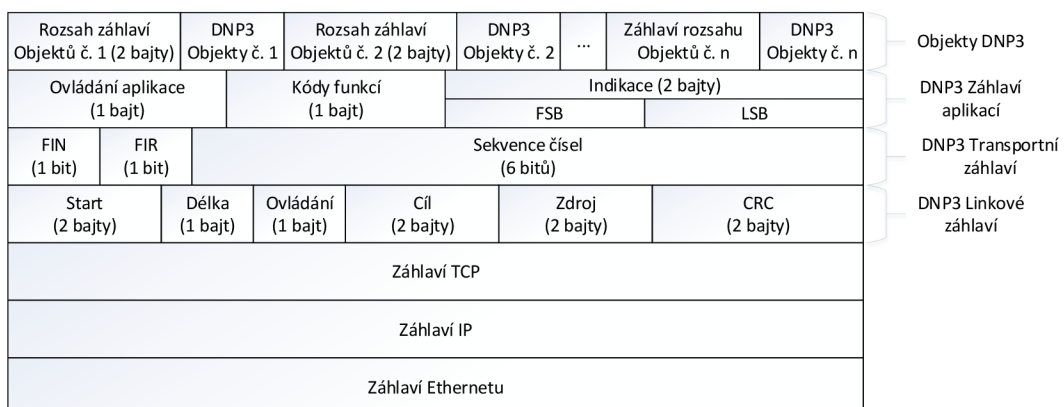 Rozsah záhlaví
Objektů č. 1 (2 bajty)
DNP3
Objekty č. 1
Rozsah záhlaví
Objektů č. 2 (2 bajty)
DNP3
Objekty č. 2
...
Záhlaví rozsahu
Objektů č. n
DNP3
Objekty č. n
Objekty DNP3
Ovládání aplikace
(1 bajt)
Kódy funkcí
(1 bajt)
Indikace (2 bajty)
FSB
LSB
DNP3 Záhlaví
aplikací
FIN
(1 bit)
FIR
(1 bit)
Sekvence čísel
(6 bitů)
DNP3 Transportní
záhlaví
Start
(2 bajty)
Délka
(1 bajt)
Ovládání
(1 bajt)
Cíl
(2 bajty)
Zdroj
(2 bajty)
CRC
(2 bajty)
DNP3 Linkové
záhlaví
Záhlaví TCP
Záhlaví IP
Záhlaví Ethernetu